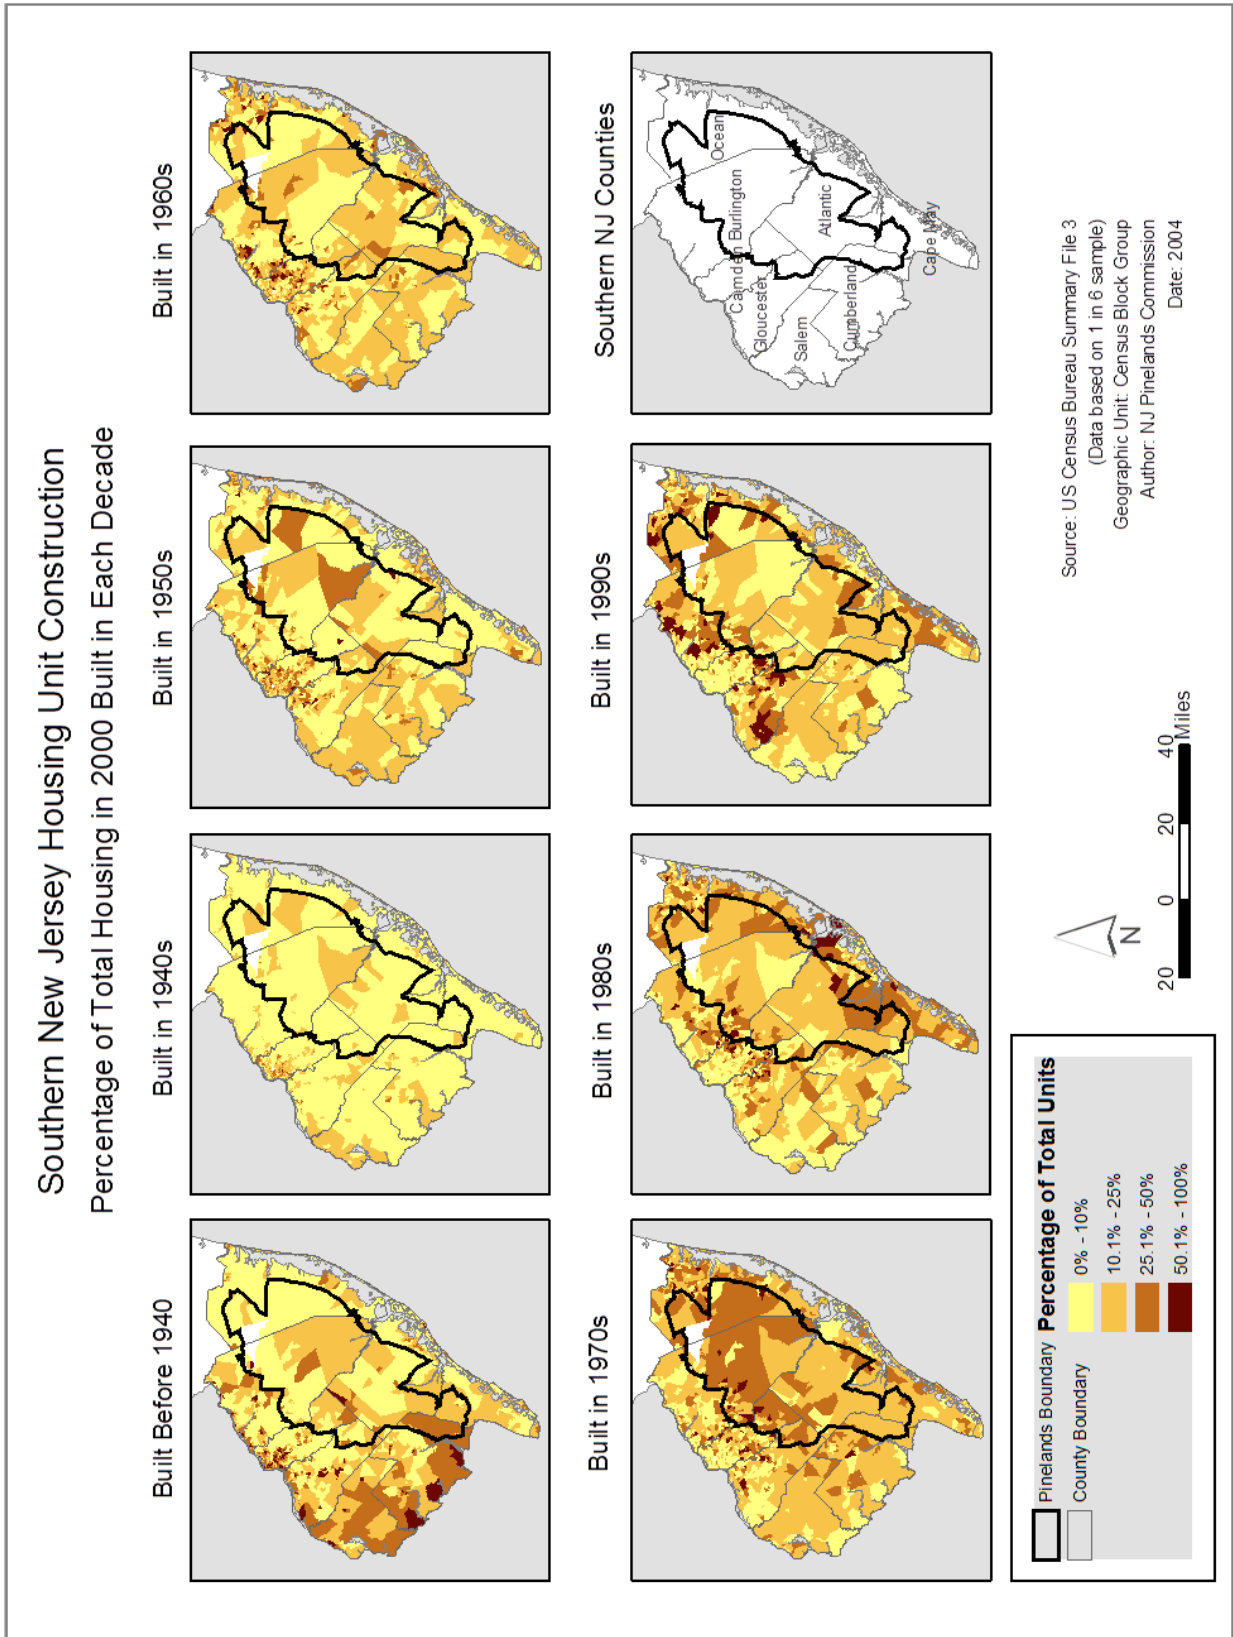 Southern New Jersey Housing Unit Construction
Percentage of Total Housing in 2000 Built in Each Decade
Built Before 1940
Built in 1940s
Built in 1950s
Built in 1960s
Built in 1970s
Built in 1980s
Built in 1990s
Southern NJ Counties
Ocean
Burlington
Camden
Gloucester
Atlantic
Salem
Cumberland
Cape May
Pinelands Boundary
County Boundary
Percentage of Total Units
0% - 10%
10.1% - 25%
25.1% - 50%
50.1% - 100%
N
20 0 20 40
Miles
Source: US Census Bureau Summary File 3
(Data based on 1 in 6 sample)
Geographic Unit: Census Block Group
Author: NJ Pinelands Commission
Date: 2004